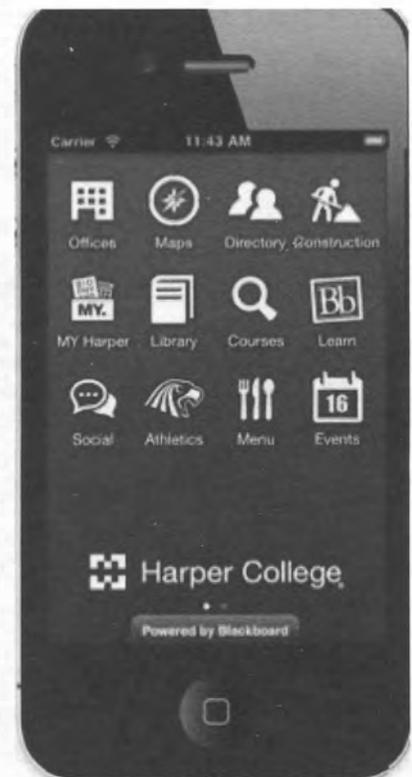 Carrier 11:43 AM
Offices Maps Directory Construction
MY.
Bb
MY Harper Library Courses Learn
16
Social Athletics Menu Events
Harper College
Powered by Blackboard